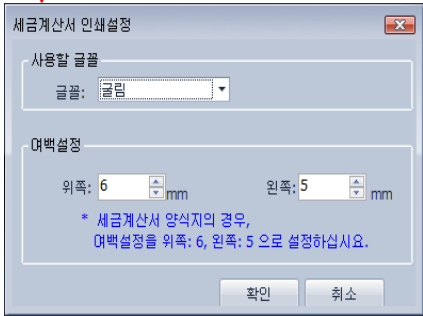 세금계산서 인쇄설정
사용할 글꼴
글꼴: 굴림
여백설정
위쪽: 6 mm 왼쪽: 5 mm
* 세금계산서 양식지의 경우,
여백설정을 위쪽: 6, 왼쪽: 5 으로 설정하십시요.
확인 취소